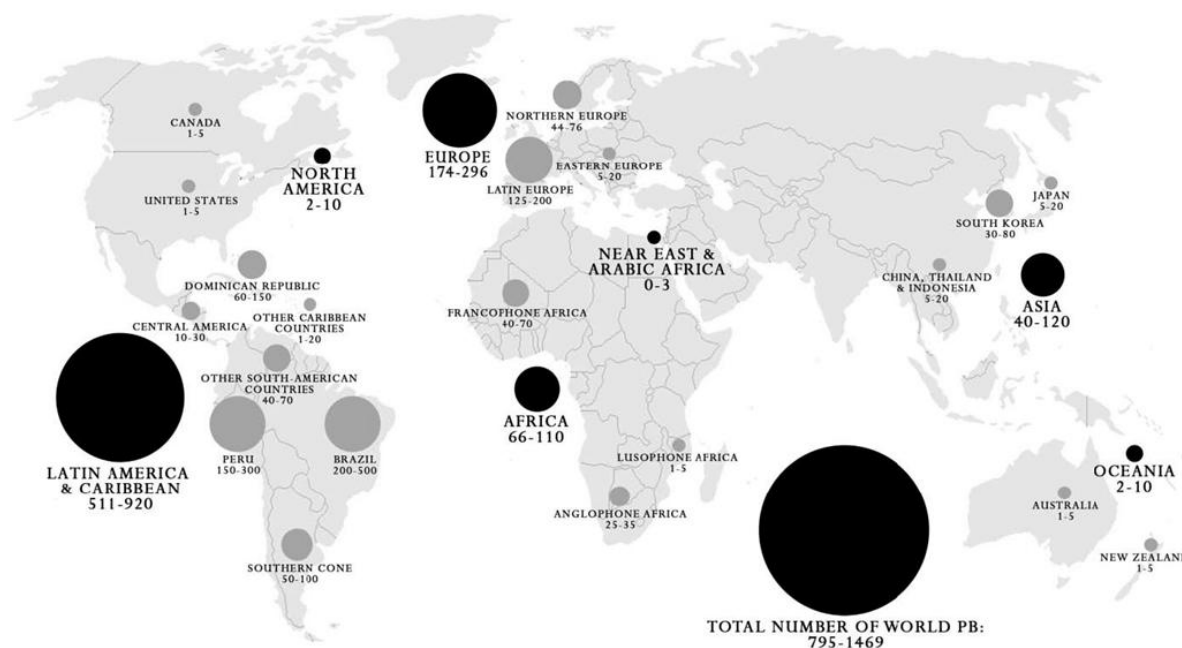 CANADA
1-5
NORTH
AMERICA
2-10
UNITED STATES
1-5
DOMINICAN REPUBLIC
60-150
CENTRAL AMERICA
10-30
OTHER CARIBBEAN
COUNTRIES
1-20
OTHER SOUTH-AMERICAN
COUNTRIES
40-70
LATIN AMERICA
& CARIBBEAN
511-920
PERU
150-300
BRAZIL
200-500
SOUTHERN CONE
50-100
EUROPE
174-296
NORTHERN EUROPE
44-76
EASTERN EUROPE
5-20
LATIN EUROPE
125-200
NEAR EAST &
ARABIC AFRICA
0-3
FRANCOPHONE AFRICA
40-70
AFRICA
66-110
LUSOPHONE AFRICA
1-5
ANGLOPHONE AFRICA
25-35
JAPAN
5-20
SOUTH KOREA
30-80
CHINA, THAILAND
& INDONESIA
5-20
ASIA
40-120
OCEANIA
2-10
AUSTRALIA
1-5
NEW ZEALAND
1-5
TOTAL NUMBER OF WORLD PB:
795-1469